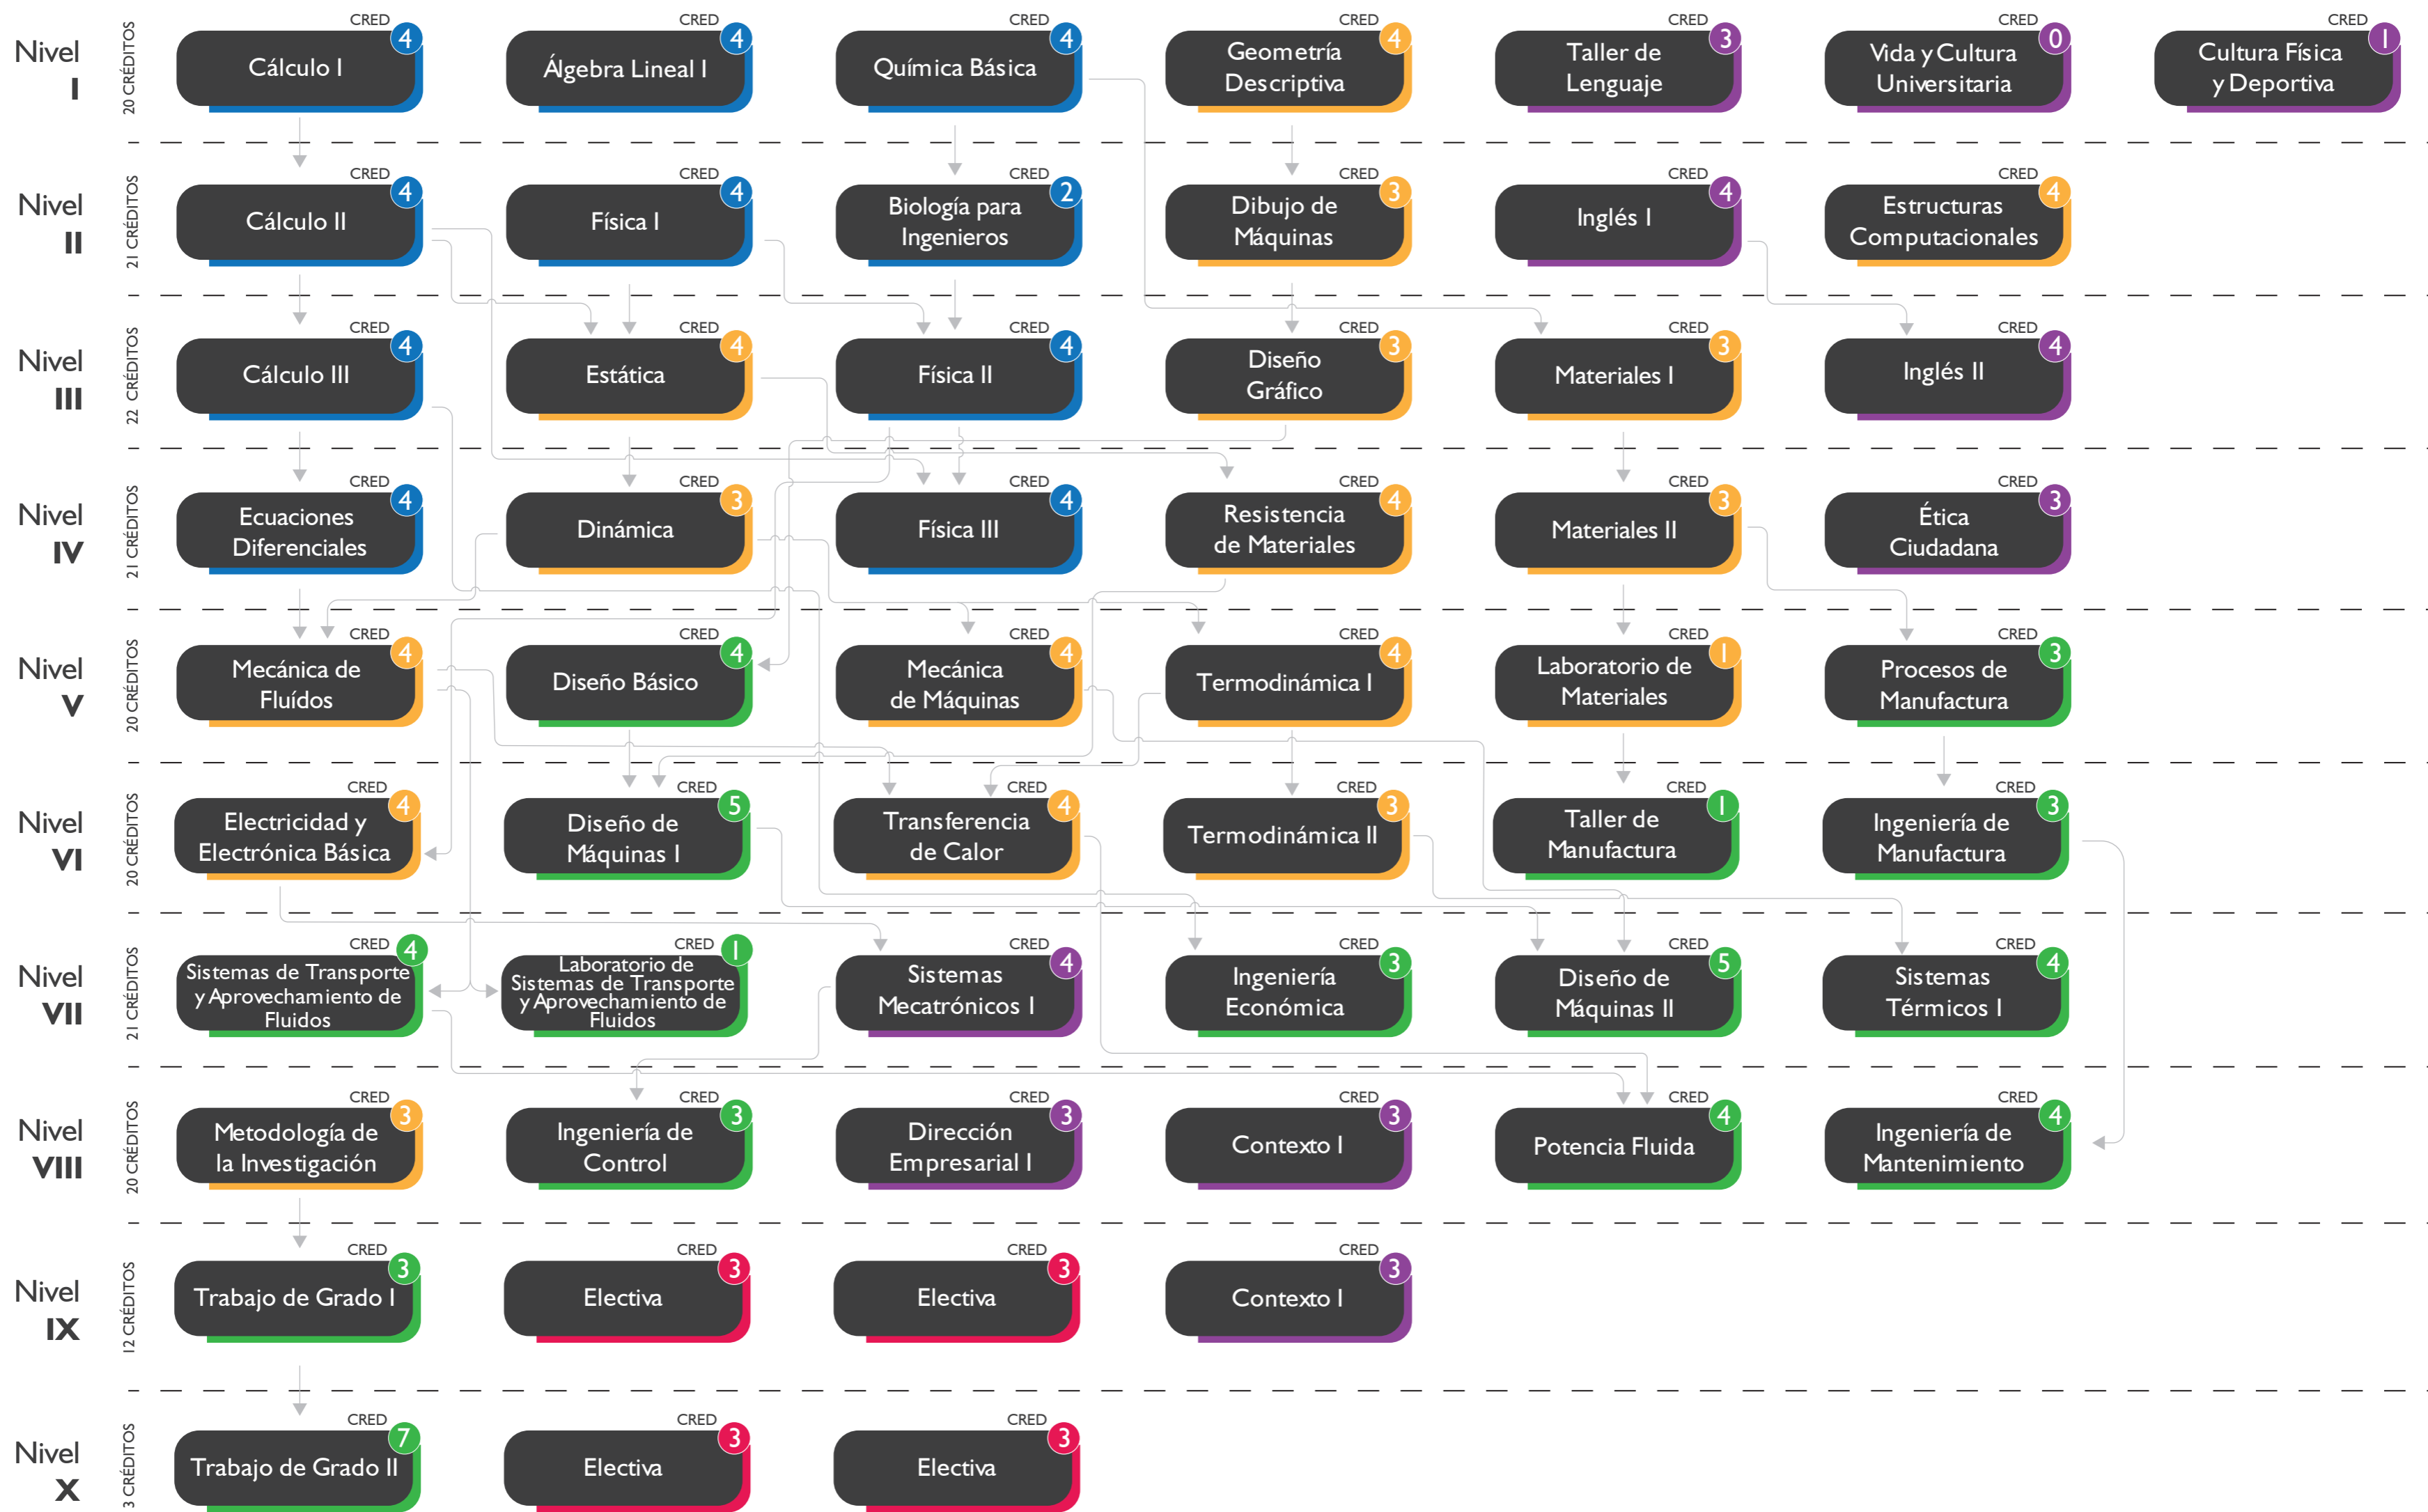 Nivel
I
20 CRÉDITOS
CRED
4
Cálculo I
CRED
4
Álgebra Lineal I
CRED
4
Química Básica
CRED
4
Geometría
Descriptiva
CRED
3
Taller de
Lenguaje
CRED
0
Vida y Cultura
Universitaria
CRED
1
Cultura Física
y Deportiva
Nivel
II
21 CRÉDITOS
CRED
4
Cálculo II
CRED
4
Física I
CRED
2
Biología para
Ingenieros
CRED
3
Dibujo de
Máquinas
CRED
4
Inglés I
CRED
4
Estructuras
Computacionales
Nivel
III
22 CRÉDITOS
CRED
4
Cálculo III
CRED
4
Estática
CRED
4
Física II
CRED
3
Diseño
Gráfico
CRED
3
Materiales I
CRED
4
Inglés II
Nivel
IV
21 CRÉDITOS
CRED
4
Ecuaciones
Diferenciales
CRED
3
Dinámica
CRED
4
Física III
CRED
4
Resistencia
de Materiales
CRED
3
Materiales II
CRED
3
Ética
Ciudadana
Nivel
V
20 CRÉDITOS
CRED
4
Mecánica de
Fluídos
CRED
4
Diseño Básico
CRED
4
Mecánica
de Máquinas
CRED
4
Termodinámica I
CRED
1
Laboratorio de
Materiales
CRED
3
Procesos de
Manufactura
Nivel
VI
20 CRÉDITOS
CRED
4
Electricidad y
Electrónica Básica
CRED
5
Diseño de
Máquinas I
CRED
4
Transferencia
de Calor
CRED
3
Termodinámica II
CRED
1
Taller de
Manufactura
CRED
3
Ingeniería de
Manufactura
Nivel
VII
21 CRÉDITOS
CRED
4
Sistemas de Transporte
y Aprovechamiento de
Fluidos
CRED
1
Laboratorio de
Sistemas de Transporte
y Aprovechamiento de
Fluidos
CRED
4
Sistemas
Mecatrónicos I
CRED
3
Ingeniería
Económica
CRED
5
Diseño de
Máquinas II
CRED
4
Sistemas
Térmicos I
Nivel
VIII
20 CRÉDITOS
CRED
3
Metodología de
la Investigación
CRED
3
Ingeniería de
Control
CRED
3
Dirección
Empresarial I
CRED
3
Contexto I
CRED
4
Potencia Fluida
CRED
4
Ingeniería de
Mantenimiento
Nivel
IX
12 CRÉDITOS
CRED
3
Trabajo de Grado I
CRED
3
Electiva
CRED
3
Electiva
CRED
3
Contexto I
Nivel
X
3 CRÉDITOS
CRED
7
Trabajo de Grado II
CRED
3
Electiva
CRED
3
Electiva